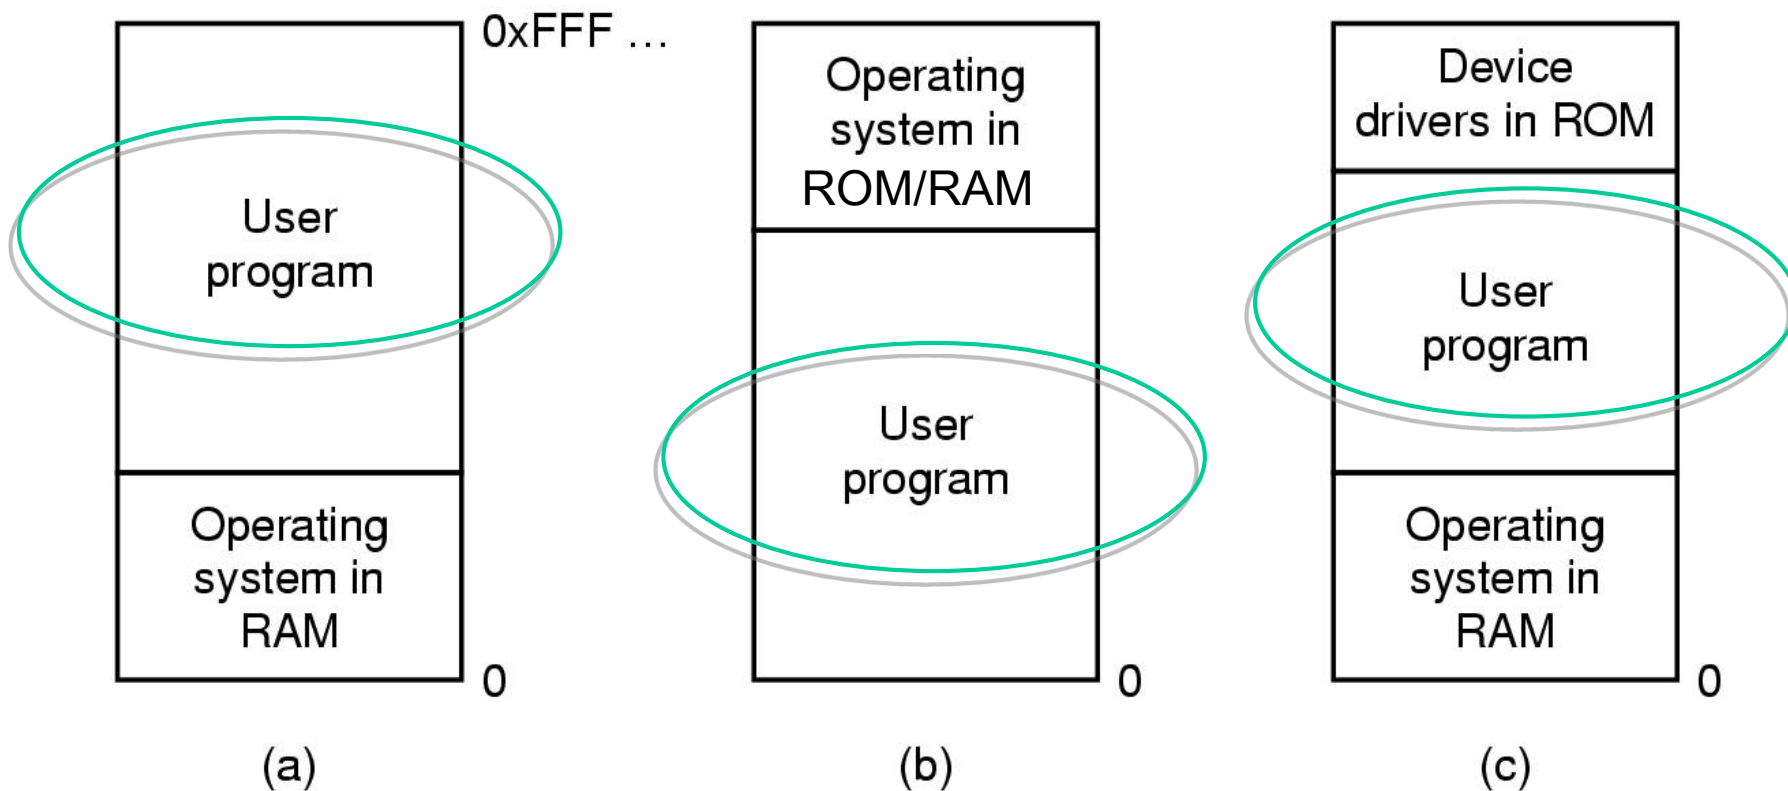 0xFFF ...
User
program
Operating
system in
RAM
0
(a)
Operating
system in
ROM/RAM
User
program
0
(b)
Device
drivers in ROM
User
program
Operating
system in
RAM
0
(c)